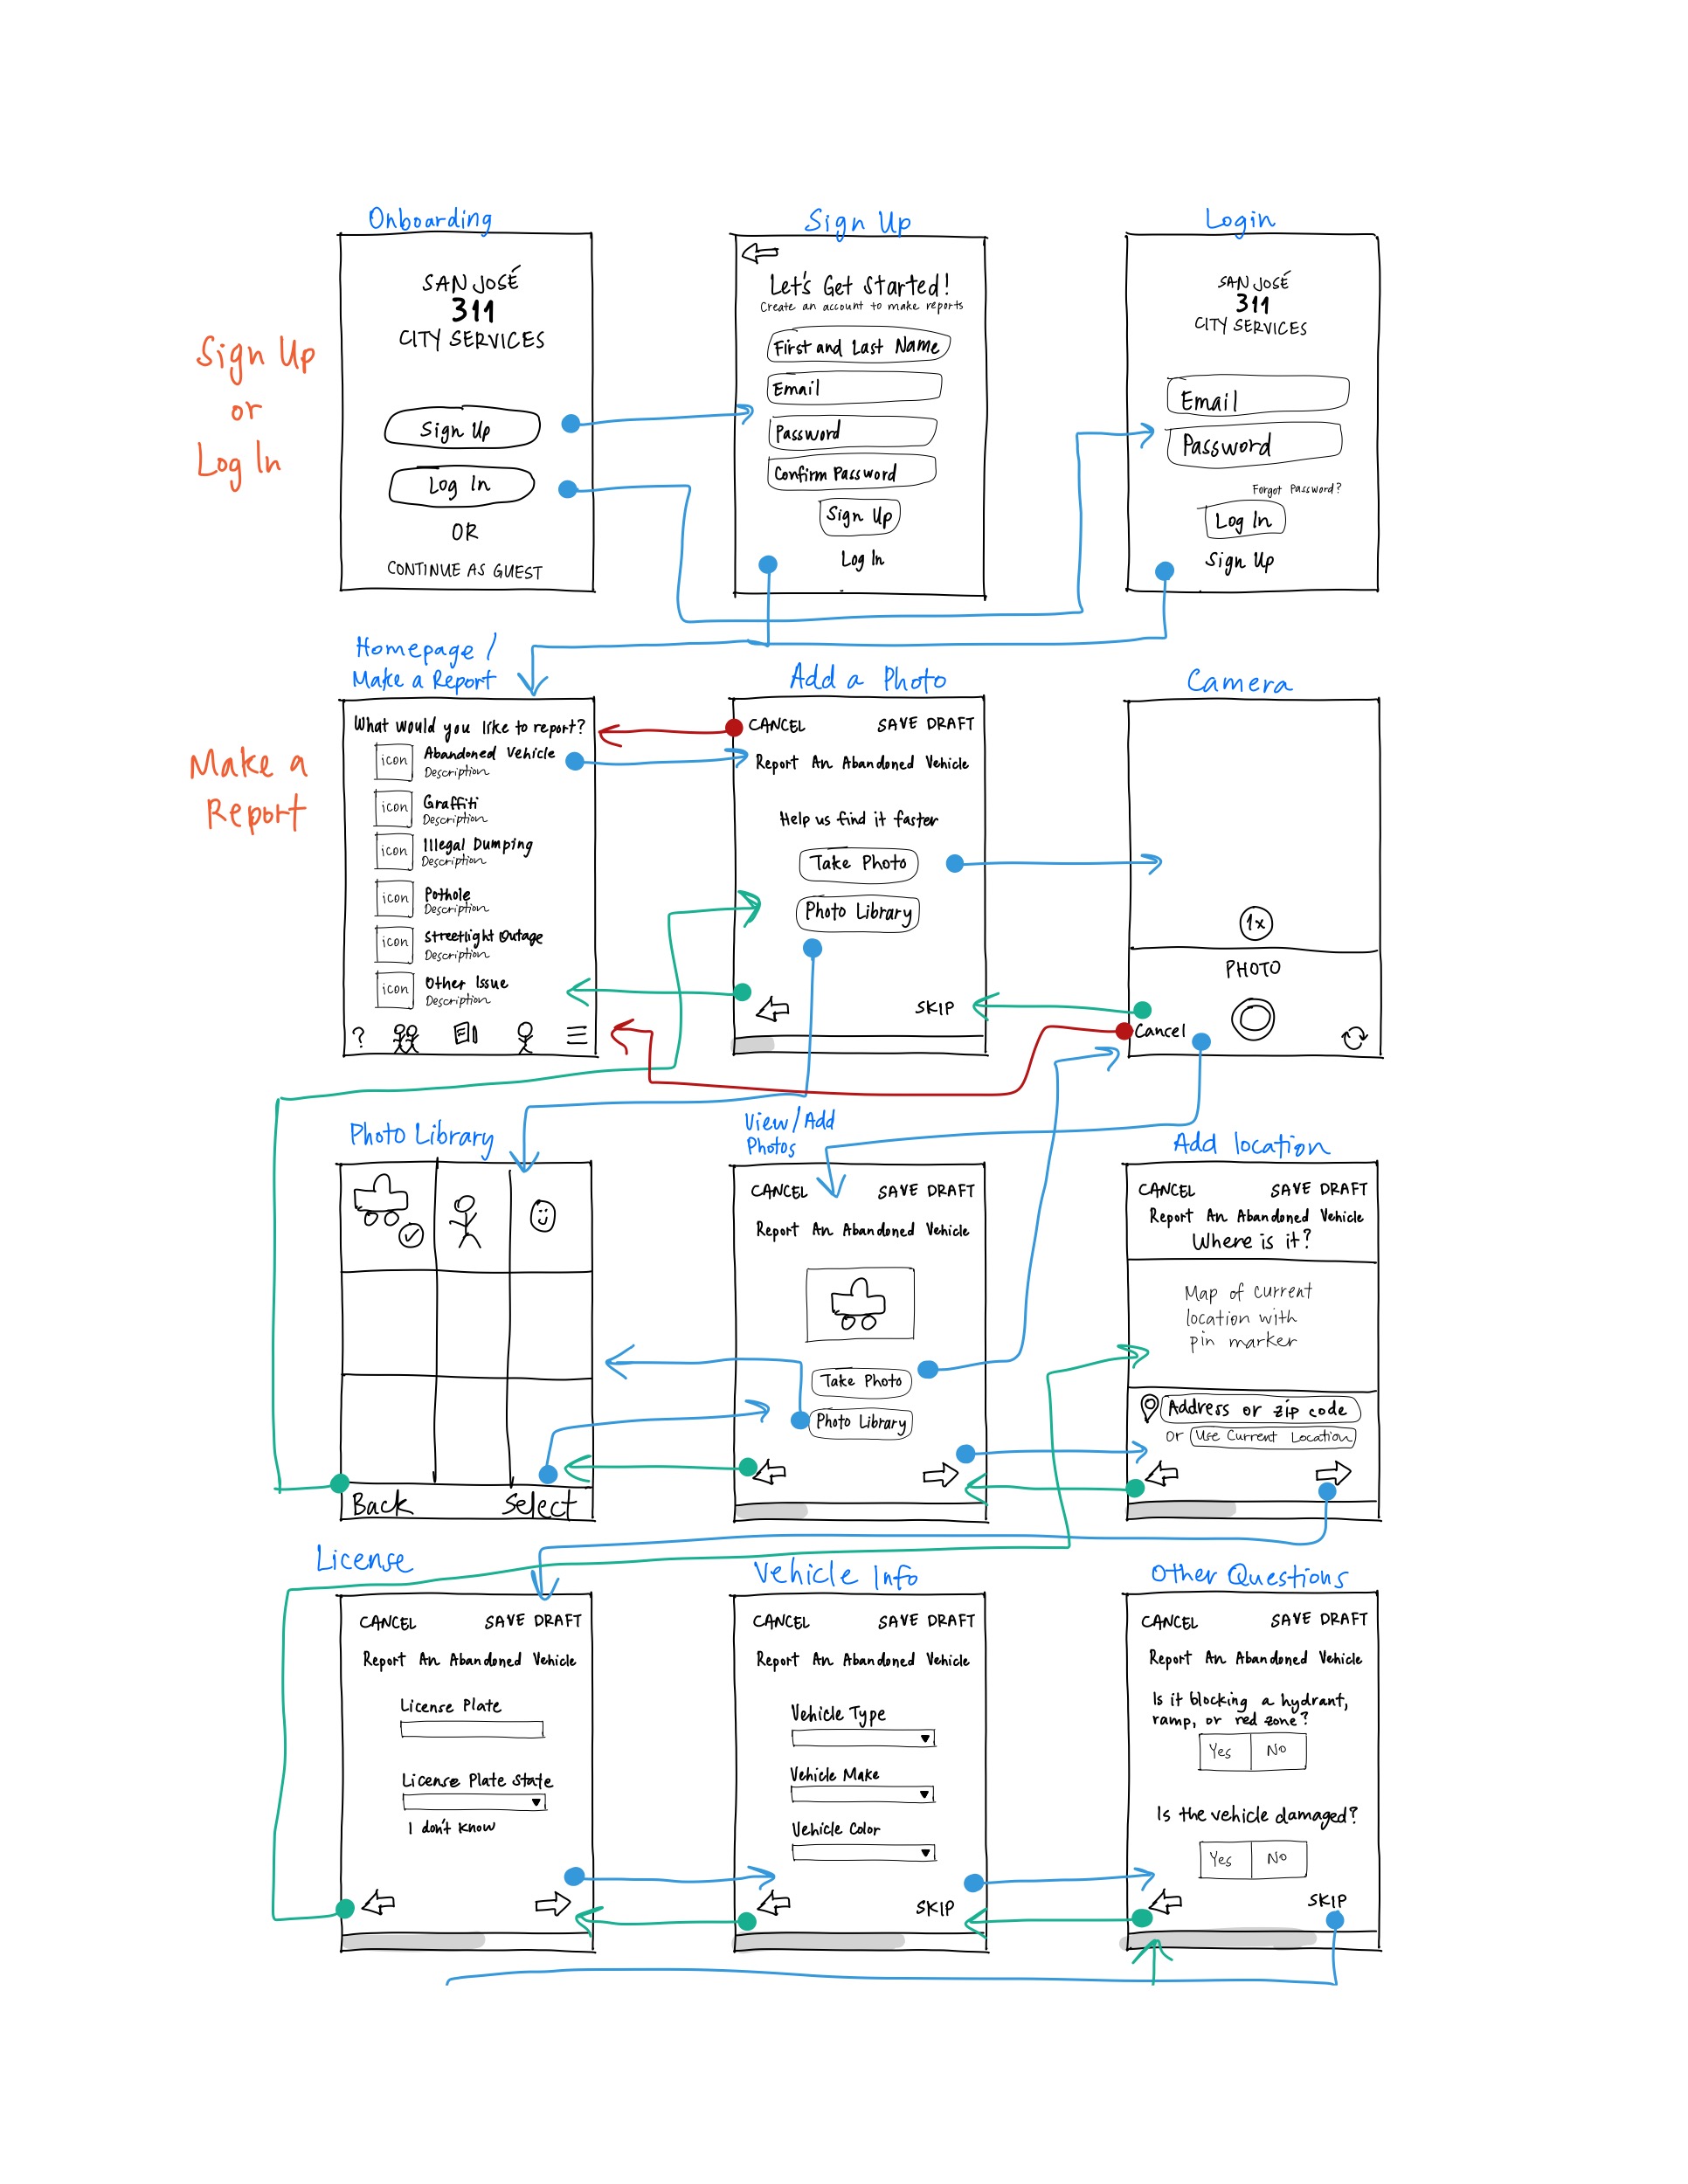 Onboarding
SAN JOSÉ
311
CITY SERVICES
Sign Up
Log In
OR
CONTINUE AS GUEST
Sign Up
Let's Get Started!
Create an account to make reports
First and Last Name
Email
Password
Confirm Password
Sign Up
Log In
Login
SAN JOSÉ
311
CITY SERVICES
Email
Password
Forgot Password?
Log In
Sign Up
Sign Up
or
Log In
Homepage /
Make a Report
What would you like to report?
icon
Abandoned Vehicle
Description
icon
Graffiti
Description
icon
Illegal Dumping
Description
icon
Pothole
Description
icon
Streetlight Outage
Description
icon
Other Issue
Description
?
Add a Photo
CANCEL SAVE DRAFT
Report An Abandoned Vehicle
Help us find it faster
Take Photo
Photo Library
SKIP
Camera
1x
PHOTO
Cancel
Make a
Report
Photo Library
Back Select
View/Add
Photos
CANCEL SAVE DRAFT
Report An Abandoned Vehicle
Take Photo
Photo Library
Add location
CANCEL SAVE DRAFT
Report An Abandoned Vehicle
Where is it?
Map of current
location with
pin marker
Address or zip code
or Use Current Location
License
CANCEL SAVE DRAFT
Report An Abandoned Vehicle
License Plate
License Plate State
I don't know
Vehicle Info
CANCEL SAVE DRAFT
Report An Abandoned Vehicle
Vehicle Type
Vehicle Make
Vehicle Color
SKIP
Other Questions
CANCEL SAVE DRAFT
Report An Abandoned Vehicle
Is it blocking a hydrant,
ramp, or red zone?
Yes No
Is the vehicle damaged?
Yes No
SKIP